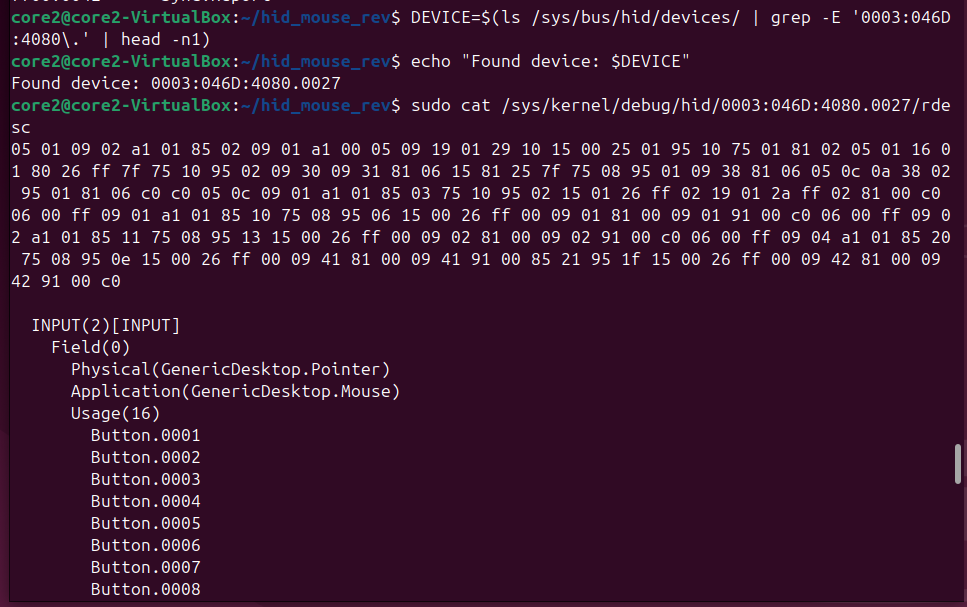 core2@core2-VirtualBox:~/hid_mouse_rev$ DEVICE=$(ls /sys/bus/hid/devices/ | grep -E '0003:046D
:4080\.' | head -n1)
core2@core2-VirtualBox:~/hid_mouse_rev$ echo "Found device: $DEVICE"
Found device: 0003:046D:4080.0027
core2@core2-VirtualBox:~/hid_mouse_rev$ sudo cat /sys/kernel/debug/hid/0003:046D:4080.0027/rde
sc
05 01 09 02 a1 01 85 02 09 01 a1 00 05 09 19 01 29 10 15 00 25 01 95 10 75 01 81 02 05 01 16 0
1 80 26 ff 7f 75 10 95 02 09 30 09 31 81 06 15 81 25 7f 75 08 95 01 09 38 81 06 05 0c 0a 38 02
 95 01 81 06 c0 c0 05 0c 09 01 a1 01 85 03 75 10 95 02 15 01 26 ff 02 19 01 2a ff 02 81 00 c0
06 00 ff 09 01 a1 01 85 10 75 08 95 06 15 00 26 ff 00 09 01 81 00 09 01 91 00 c0 06 00 ff 09 0
2 a1 01 85 11 75 08 95 13 15 00 26 ff 00 09 02 81 00 09 02 91 00 c0 06 00 ff 09 04 a1 01 85 20
 75 08 95 0e 15 00 26 ff 00 09 41 81 00 09 41 91 00 85 21 95 1f 15 00 26 ff 00 09 42 81 00 09
42 91 00 c0
  INPUT(2)[INPUT]
    Field(0)
      Physical(GenericDesktop.Pointer)
      Application(GenericDesktop.Mouse)
      Usage(16)
        Button.0001
        Button.0002
        Button.0003
        Button.0004
        Button.0005
        Button.0006
        Button.0007
        Button.0008